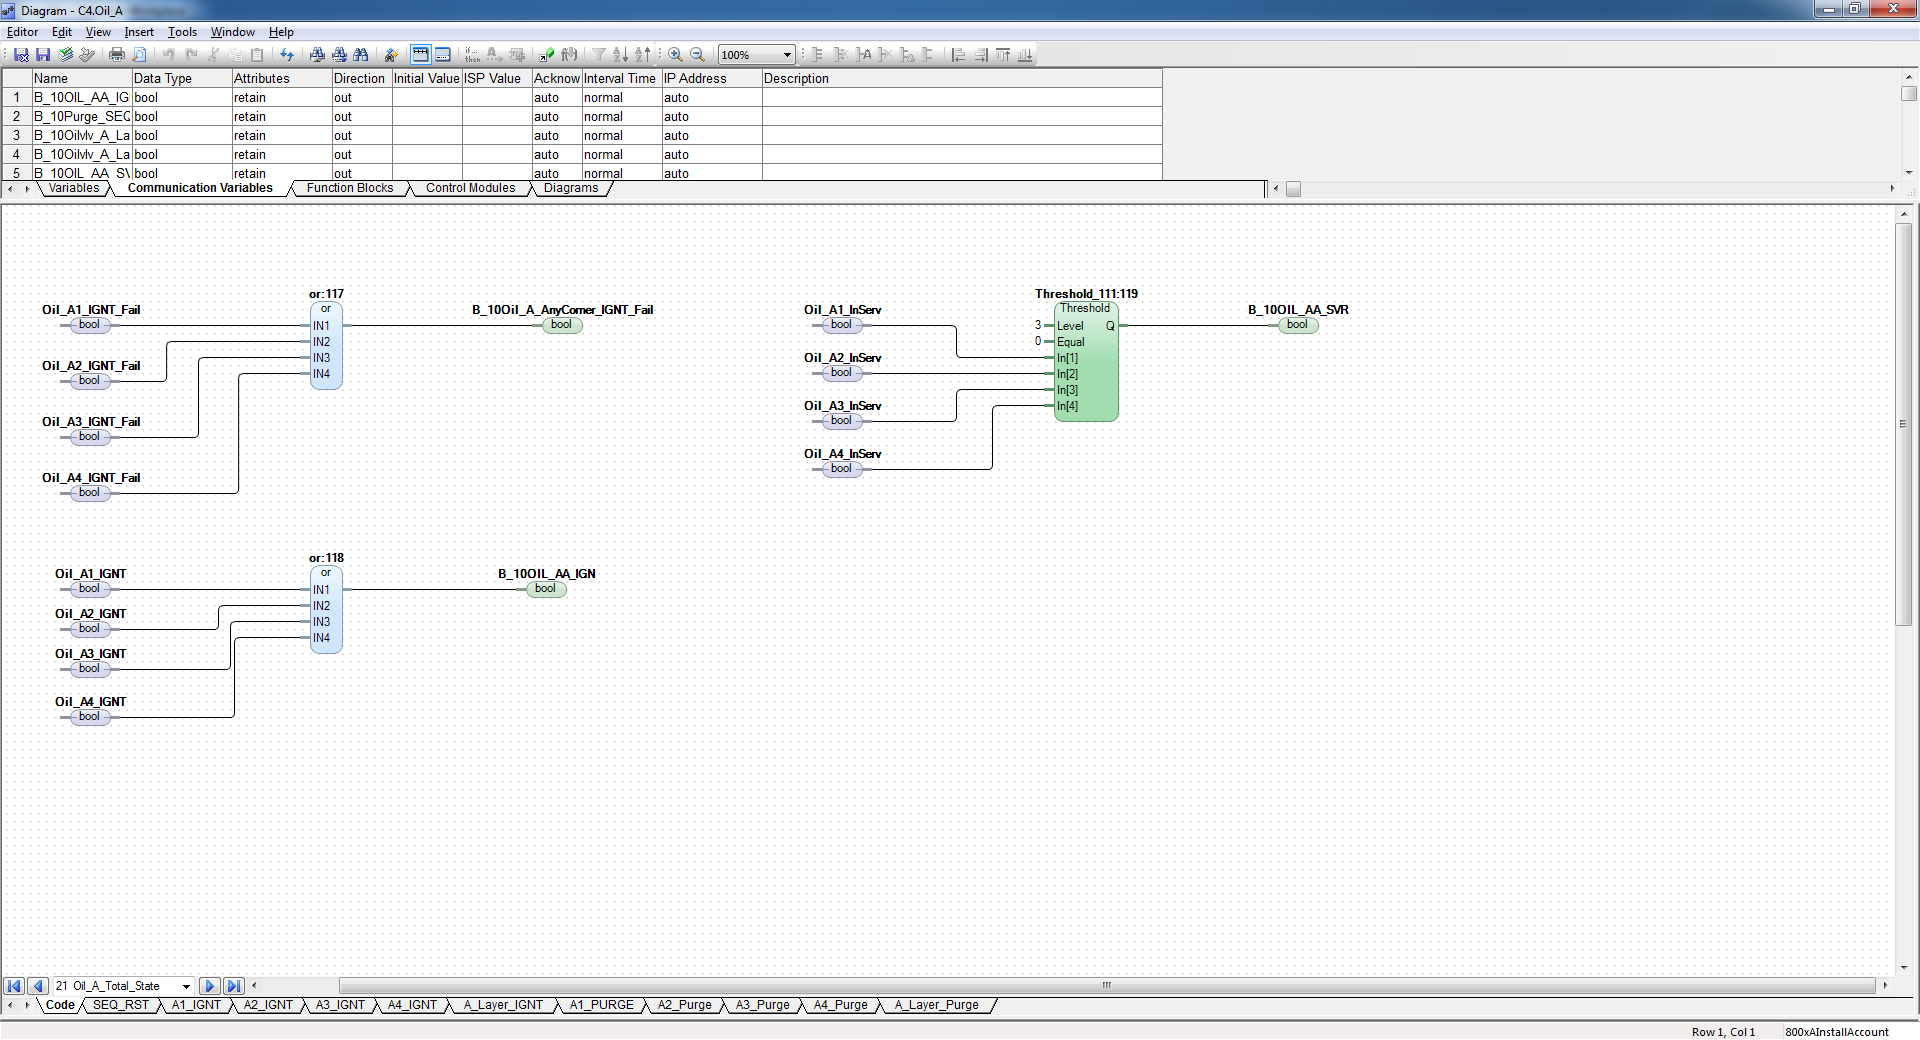 Diagram - C4.Oil_A
Editor Edit View Insert Tools Window Help
100%
Name Data Type Attributes Direction Initial Value ISP Value Acknow Interval Time IP Address Description
1 B_10OIL_AA_IG bool retain out auto normal auto
2 B_10Purge_SEQ bool retain out auto normal auto
3 B_10Oilvlv_A_La bool retain out auto normal auto
4 B_10Oilvlv_A_La bool retain out auto normal auto
5 B_10OIL_AA_SV bool retain out auto normal auto
Variables Communication Variables Function Blocks Control Modules Diagrams
or:117
or
Oil_A1_IGNT_Fail
bool
Oil_A2_IGNT_Fail
bool
Oil_A3_IGNT_Fail
bool
Oil_A4_IGNT_Fail
bool
IN1
IN2
IN3
IN4
B_10Oil_A_AnyCorner_IGNT_Fail
bool
Threshold_111:119
Threshold
Oil_A1_InServ
bool
Oil_A2_InServ
bool
Oil_A3_InServ
bool
Oil_A4_InServ
bool
3 Level Q
0 Equal
In[1]
In[2]
In[3]
In[4]
B_10OIL_AA_SVR
bool
or:118
or
Oil_A1_IGNT
bool
Oil_A2_IGNT
bool
Oil_A3_IGNT
bool
Oil_A4_IGNT
bool
IN1
IN2
IN3
IN4
B_10OIL_AA_IGN
bool
21 Oil_A_Total_State
Code SEQ_RST A1_IGNT A2_IGNT A3_IGNT A4_IGNT A_Layer_IGNT A1_PURGE A2_Purge A3_Purge A4_Purge A_Layer_Purge
Row 1, Col 1 800xAInstallAccount